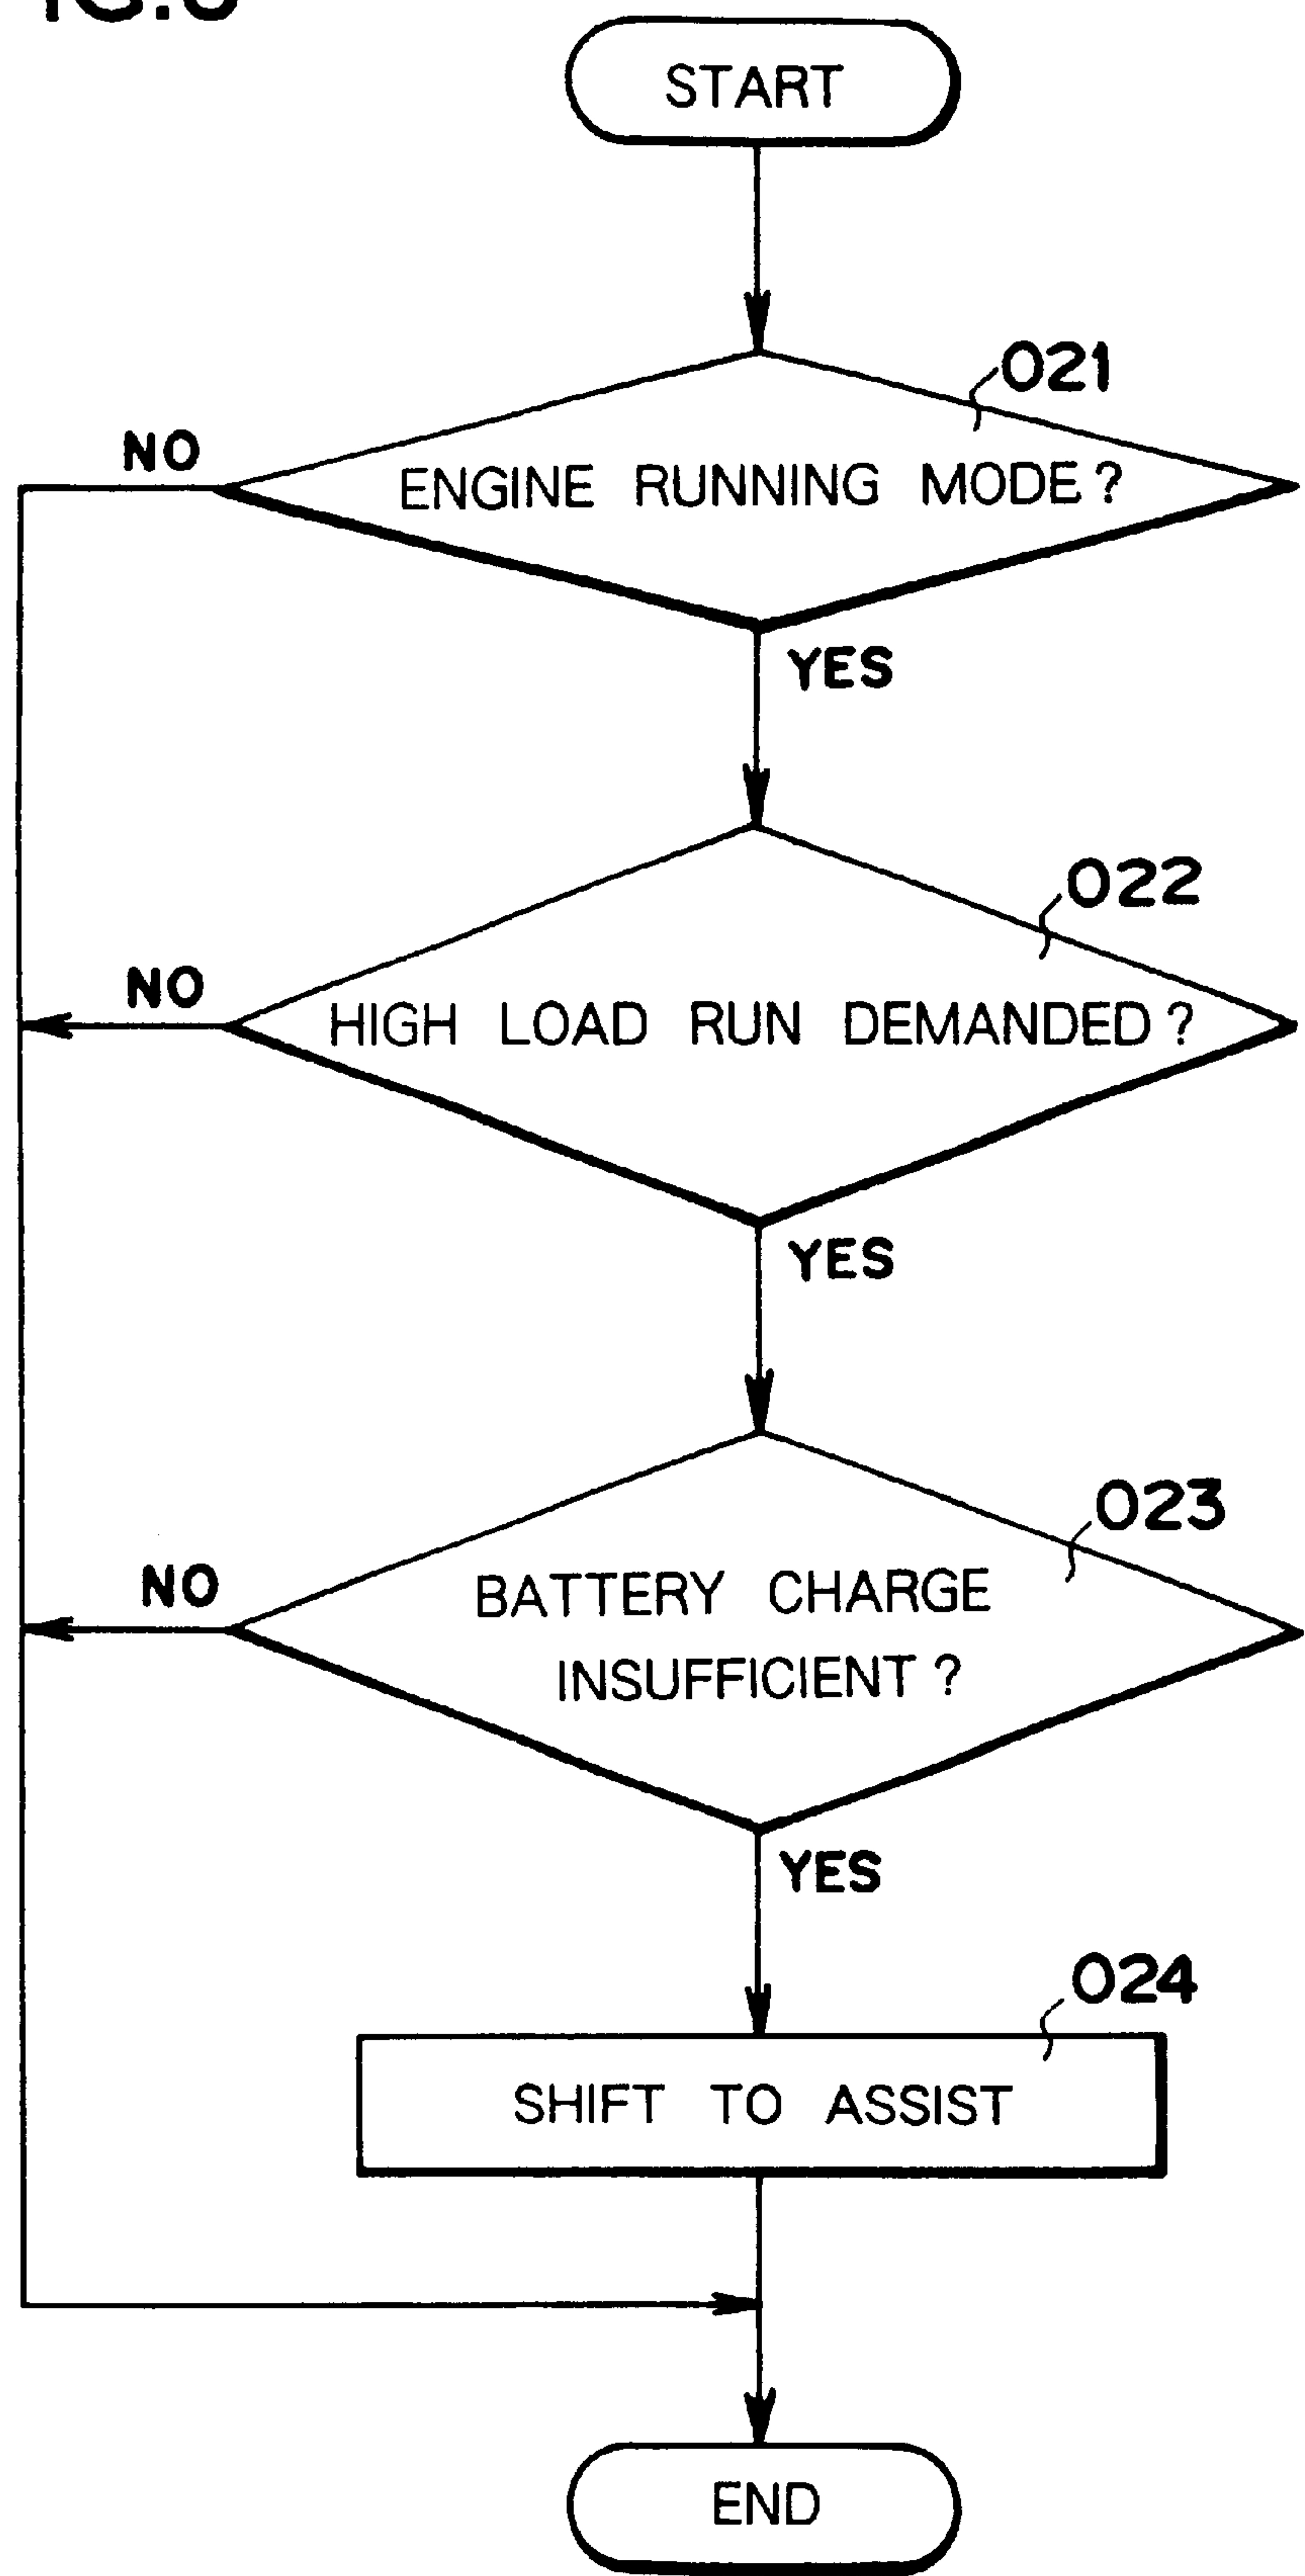 START
021
NO
ENGINE RUNNING MODE?
YES
022
NO
HIGH LOAD RUN DEMANDED?
YES
023
NO
BATTERY CHARGE
INSUFFICIENT?
YES
024
SHIFT TO ASSIST
END